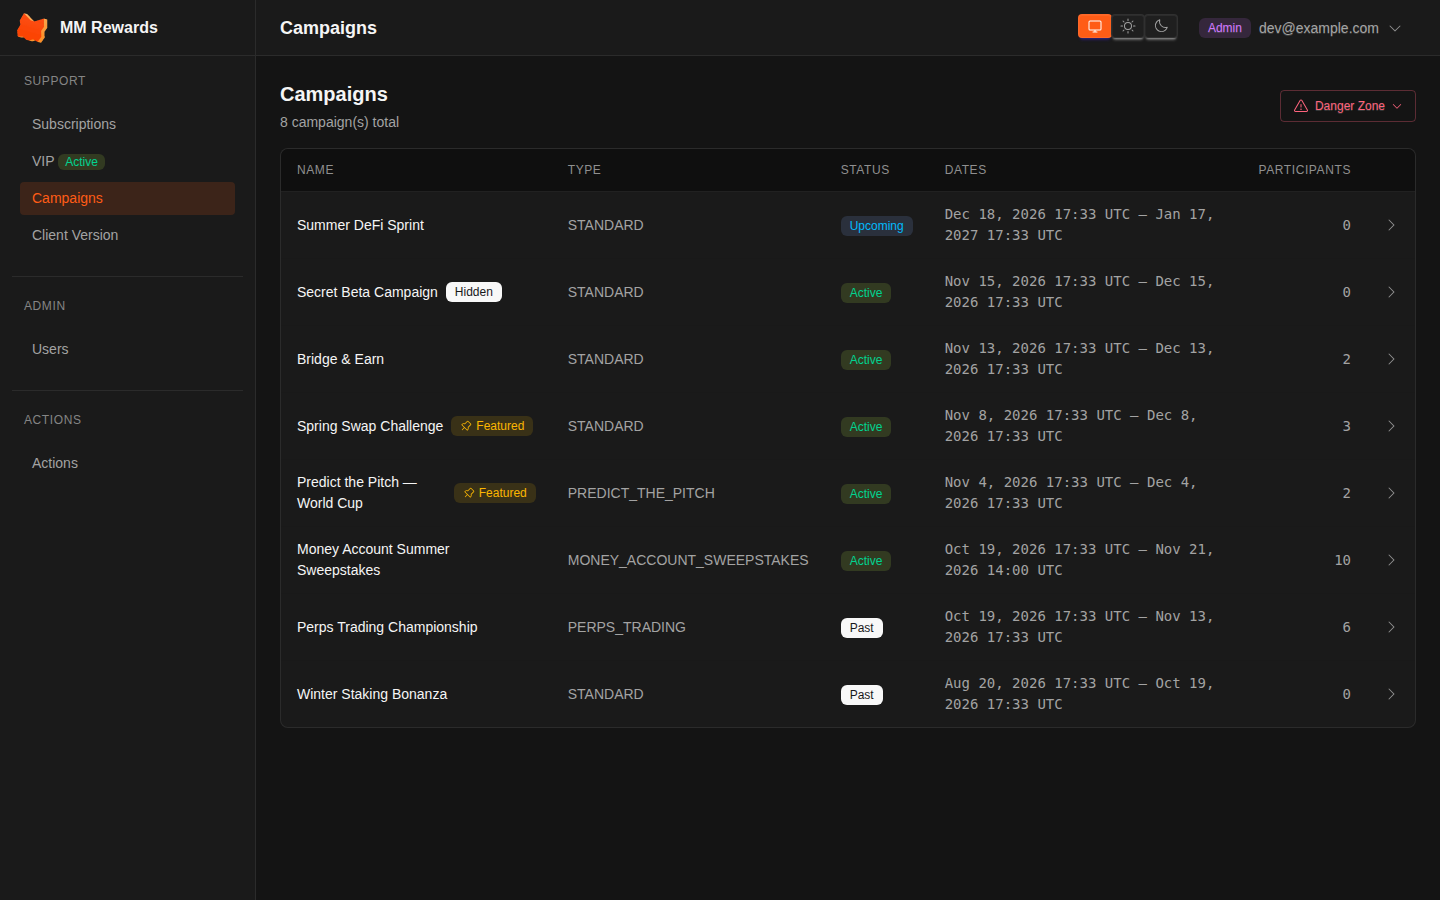 MM Rewards
Campaigns
Admin dev@example.com
SUPPORT
Subscriptions
VIP Active
Campaigns
Client Version
ADMIN
Users
ACTIONS
Actions
Campaigns
8 campaign(s) total
Danger Zone
NAME TYPE STATUS DATES PARTICIPANTS
Summer DeFi Sprint STANDARD Upcoming Dec 18, 2026 17:33 UTC — Jan 17,
2027 17:33 UTC 0
Secret Beta Campaign Hidden STANDARD Active Nov 15, 2026 17:33 UTC — Dec 15,
2026 17:33 UTC 0
Bridge & Earn STANDARD Active Nov 13, 2026 17:33 UTC — Dec 13,
2026 17:33 UTC 2
Spring Swap Challenge Featured STANDARD Active Nov 8, 2026 17:33 UTC — Dec 8,
2026 17:33 UTC 3
Predict the Pitch —
World Cup Featured PREDICT_THE_PITCH Active Nov 4, 2026 17:33 UTC — Dec 4,
2026 17:33 UTC 2
Money Account Summer
Sweepstakes MONEY_ACCOUNT_SWEEPSTAKES Active Oct 19, 2026 17:33 UTC — Nov 21,
2026 14:00 UTC 10
Perps Trading Championship PERPS_TRADING Past Oct 19, 2026 17:33 UTC — Nov 13,
2026 17:33 UTC 6
Winter Staking Bonanza STANDARD Past Aug 20, 2026 17:33 UTC — Oct 19,
2026 17:33 UTC 0